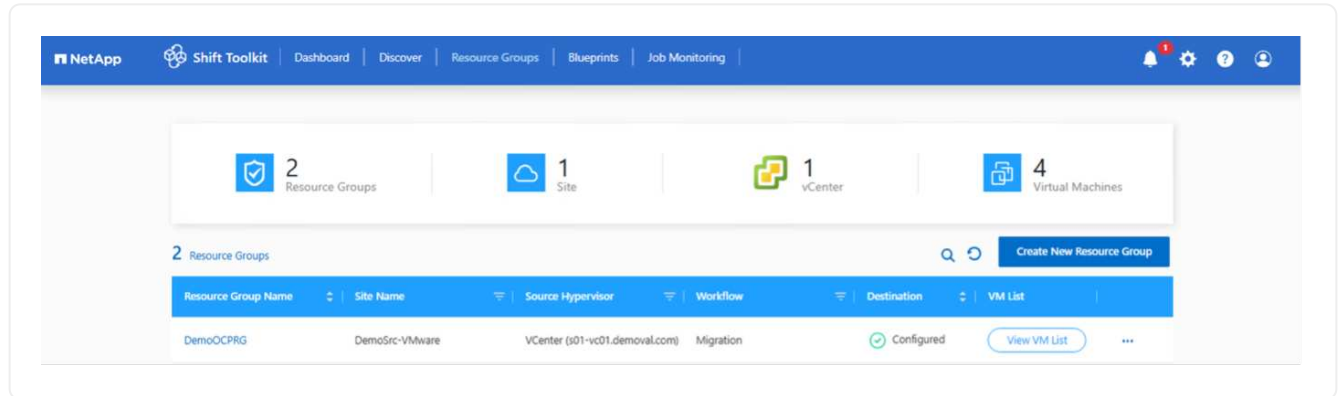 NetApp Shift Toolkit Dashboard Discover Resource Groups Blueprints Job Monitoring 1
2 Resource Groups
1 Site
1 vCenter
4 Virtual Machines
2 Resource Groups Create New Resource Group
Resource Group Name Site Name Source Hypervisor Workflow Destination VM List
DemoOCPRG DemoSrc-VMware VCenter (s01-vc01.demoval.com) Migration Configured View VM List